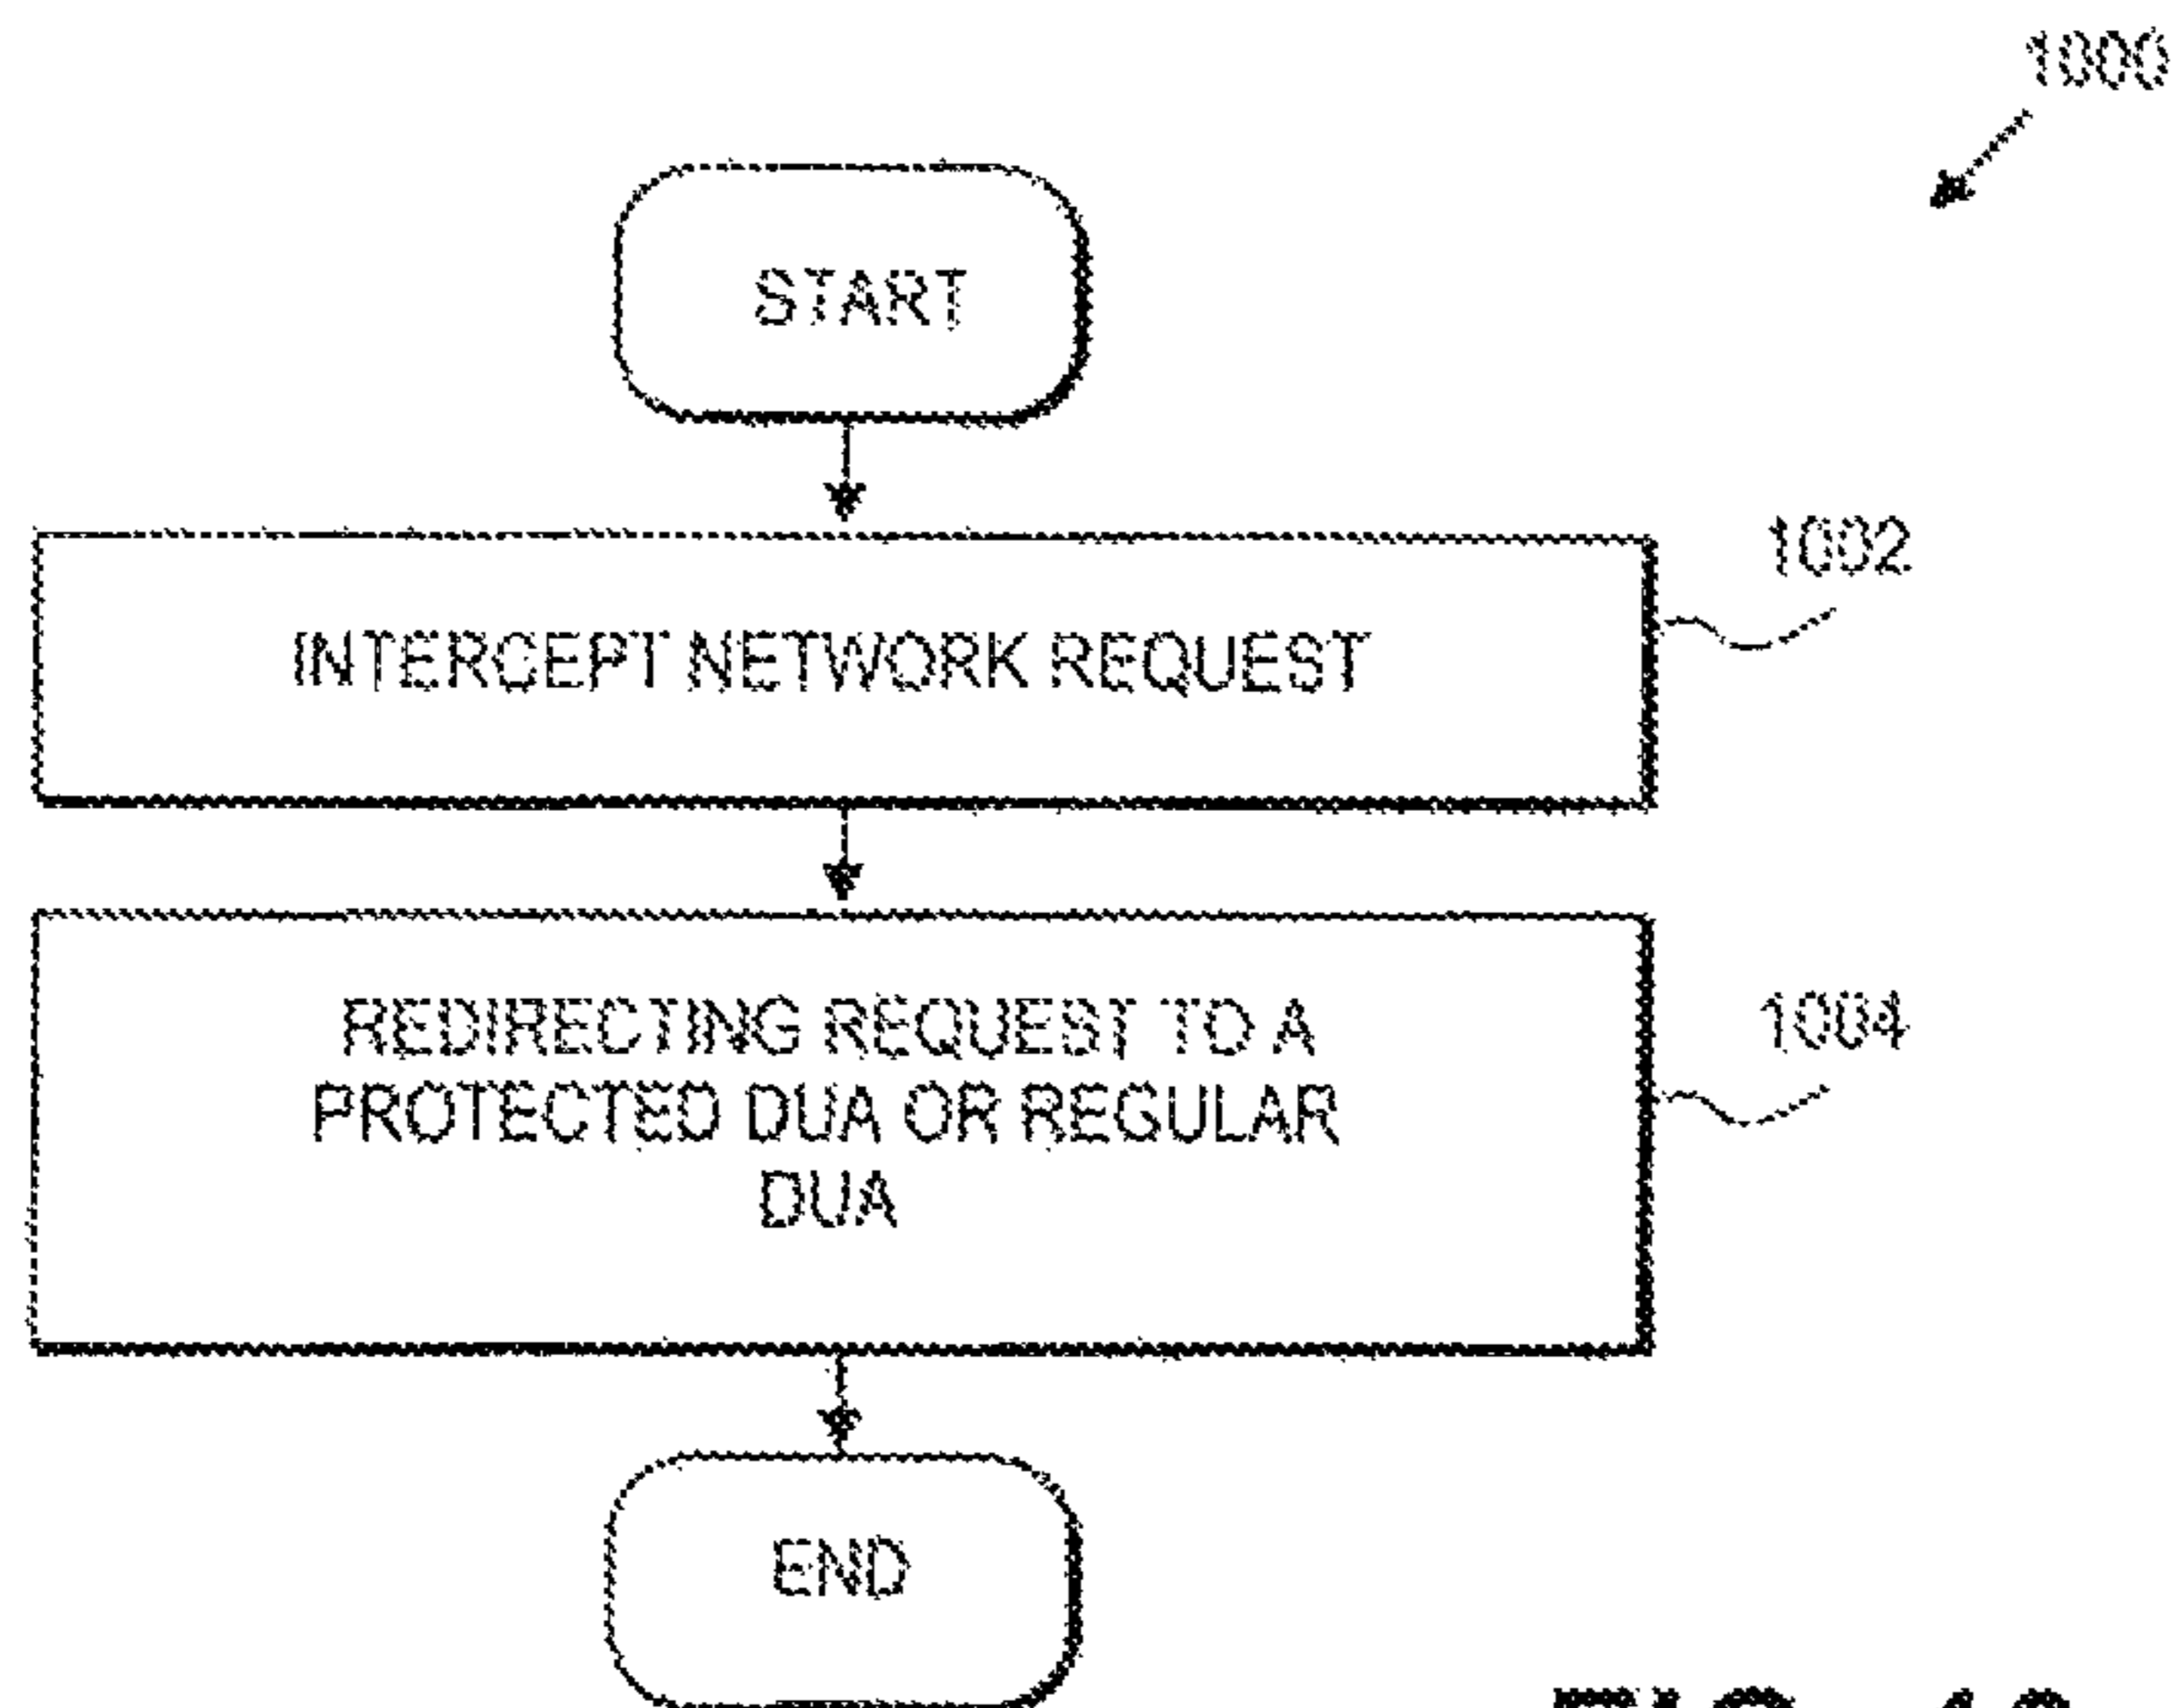 1000
START
INTERCEPT NETWORK REQUEST
1002
REDIRECTING REQUEST TO A
PROTECTED DUA OR REGULAR
DUA
1004
END